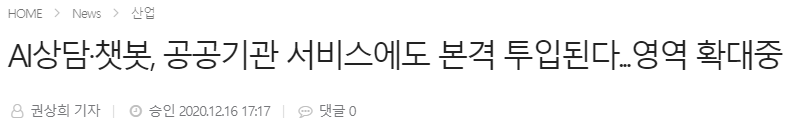 HOME > News > 산업
AI상담·챗봇, 공공기관 서비스에도 본격 투입된다...영역 확대중
권상희 기자 | 승인 2020.12.16 17:17 | 댓글 0